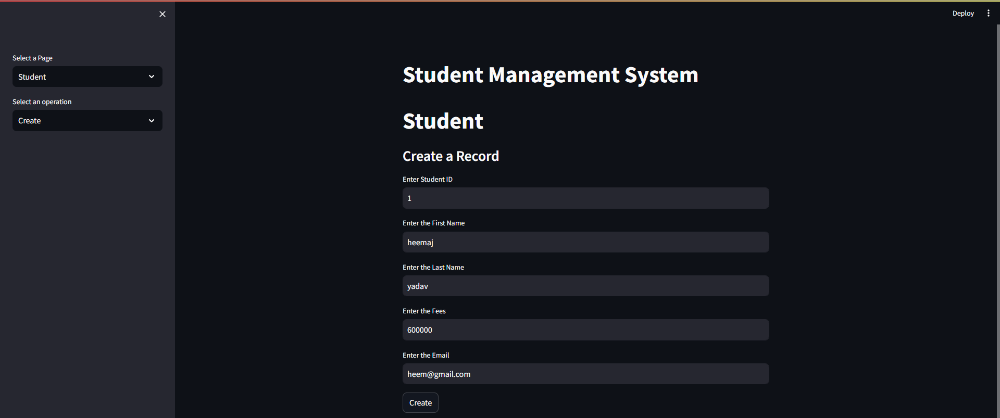 Deploy
Select a Page
Student
Select an operation
Create
Student Management System
Student
Create a Record
Enter Student ID
1
Enter the First Name
heemaj
Enter the Last Name
yadav
Enter the Fees
600000
Enter the Email
heem@gmail.com
Create